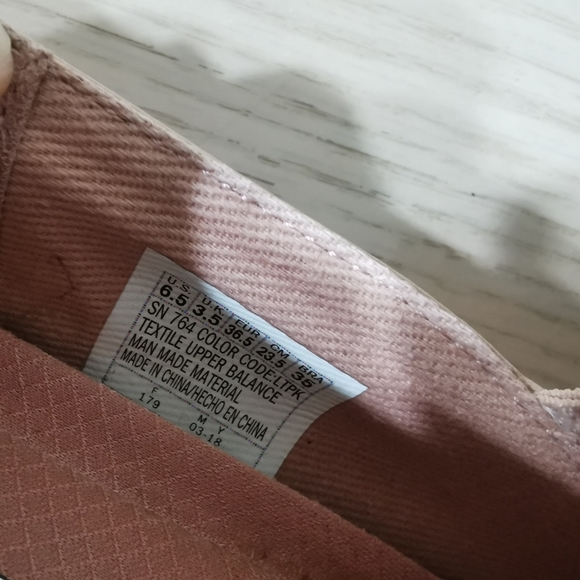 U.S. U.K. EUR CM BRA
6.5 3.5 36.5 23.5 35
SN 764 COLOR CODE:LTPK
TEXTILE UPPER BALANCE
MAN MADE MATERIAL
MADE IN CHINA/HECHO EN CHINA
F M Y
179 03-18